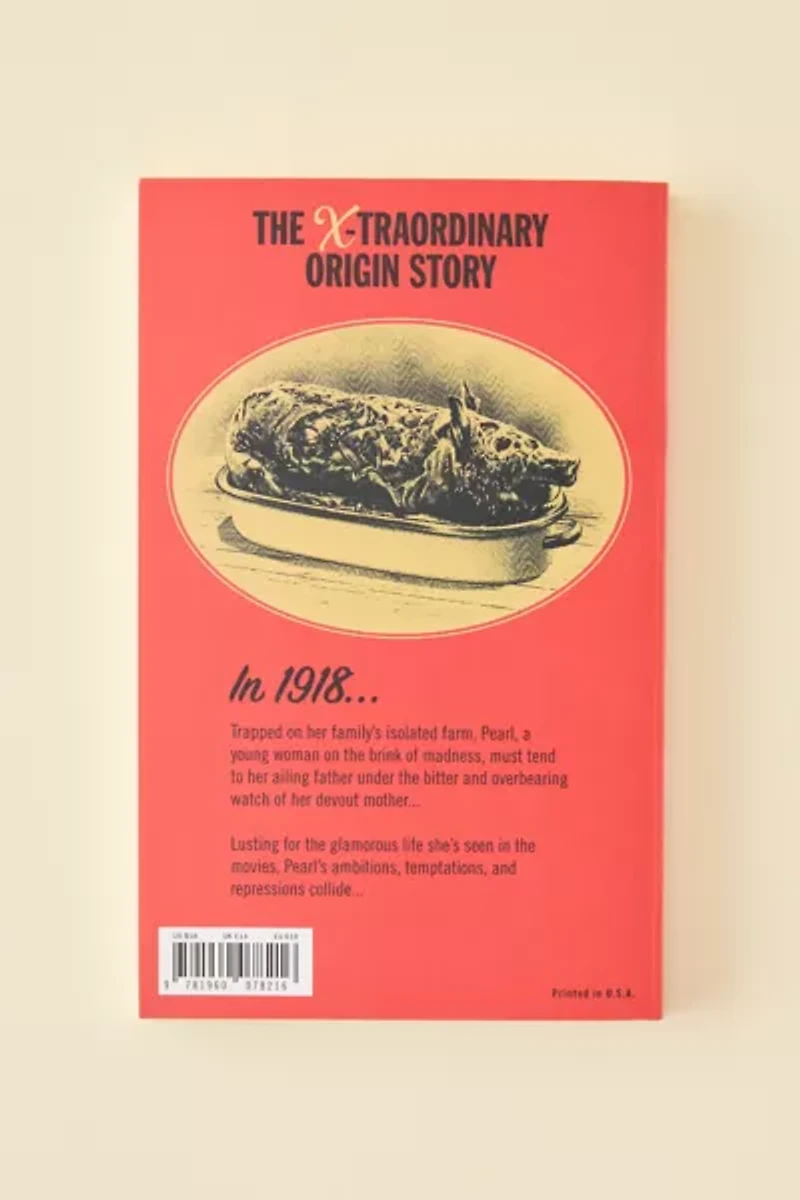 THE X-TRAORDINARY
ORIGIN STORY
In 1918...
Trapped on her family's isolated farm, Pearl, a
young woman on the brink of madness, must tend
to her ailing father under the bitter and overbearing
watch of her devout mother...
Lusting for the glamorous life she's seen in the
movies, Pearl's ambitions, temptations, and
repressions collide...
9 781960 078216
Printed in U.S.A.